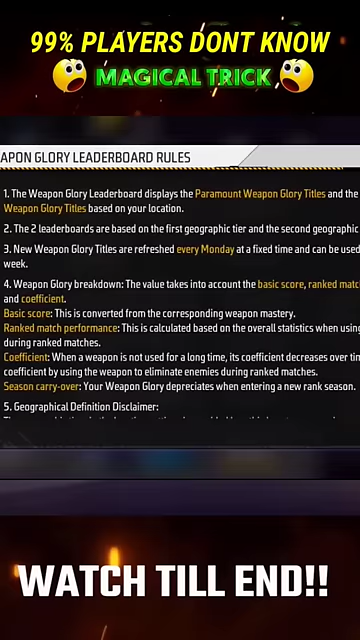 99% PLAYERS DONT KNOW
MAGICAL TRICK
APON GLORY LEADERBOARD RULES
1. The Weapon Glory Leaderboard displays the Paramount Weapon Glory Titles and the
Weapon Glory Titles based on your location.
2. The 2 leaderboards are based on the first geographic tier and the second geographic
3. New Weapon Glory Titles are refreshed every Monday at a fixed time and can be used
week.
4. Weapon Glory breakdown: The value takes into account the basic score, ranked matc
and coefficient.
Basic score: This is converted from the corresponding weapon mastery.
Ranked match performance: This is calculated based on the overall statistics when using
during ranked matches.
Coefficient: When a weapon is not used for a long time, its coefficient decreases over tim
coefficient by using the weapon to eliminate enemies during ranked matches.
Season carry-over: Your Weapon Glory depreciates when entering a new rank season.
5. Geographical Definition Disclaimer:
WATCH TILL END!!